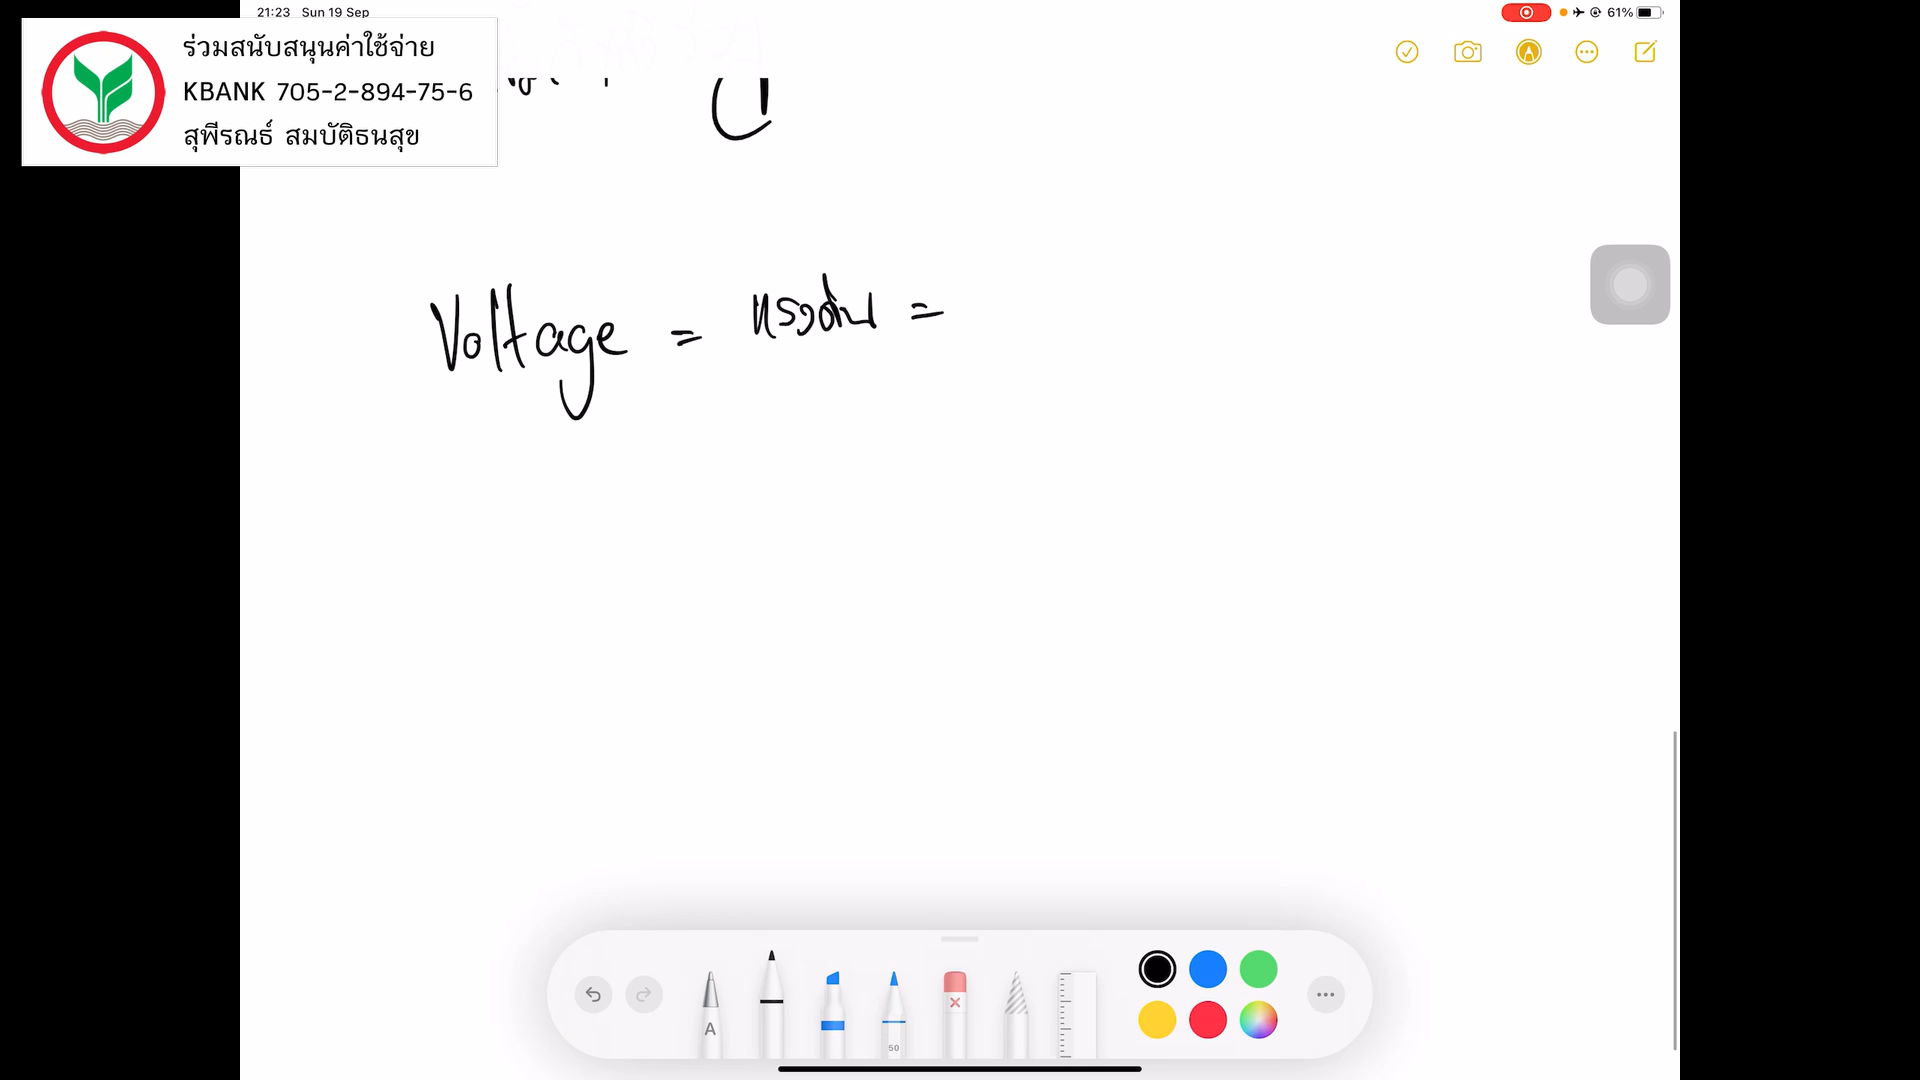 21:23 Sun 19 Sep
61%
ร่วมสนับสนุนค่าใช้จ่าย
KBANK 705-2-894-75-6
สุพีรณธ์ สมบัติธนสุข
Voltage = แรงดัน =
A
50